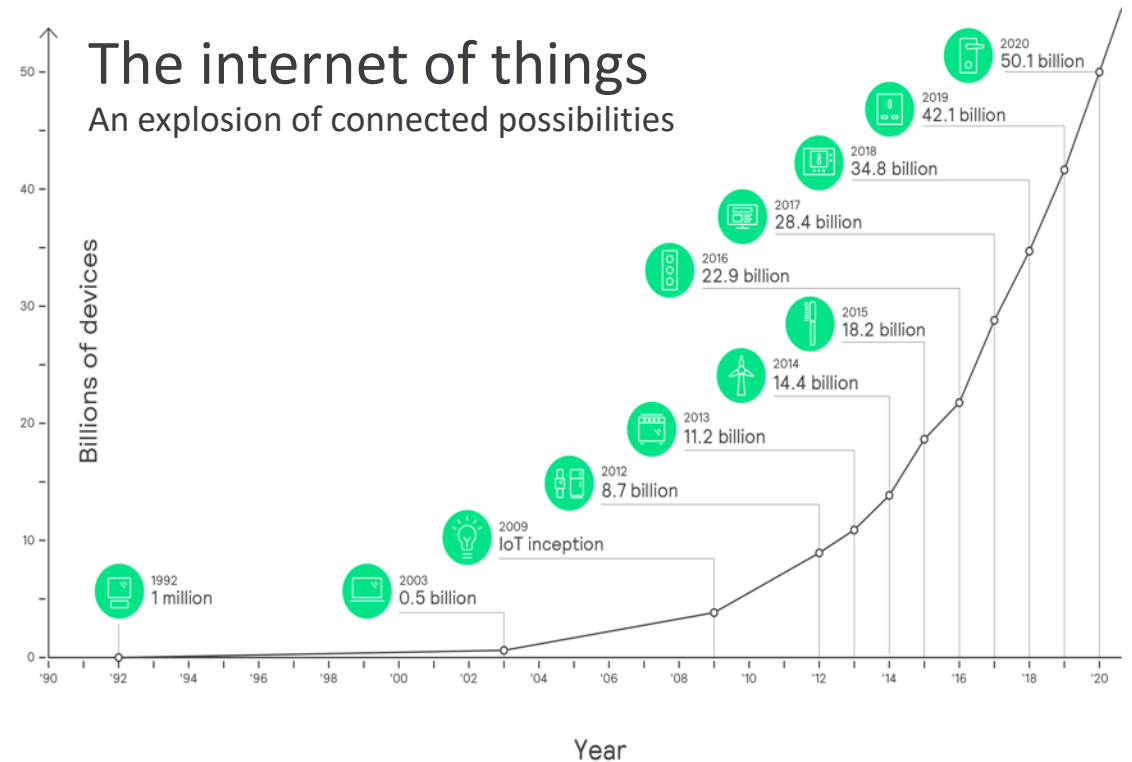 The internet of things
An explosion of connected possibilities
2020
50.1 billion
2019
42.1 billion
2018
34.8 billion
2017
28.4 billion
2016
22.9 billion
2015
18.2 billion
2014
14.4 billion
2013
11.2 billion
2012
8.7 billion
2009
IoT inception
2003
0.5 billion
1992
1 million
Billions of devices
50
40
30
20
10
0
'90 '92 '94 '96 '98 '00 '02 '04 '06 '08 '10 '12 '14 '16 '18 '20
Year